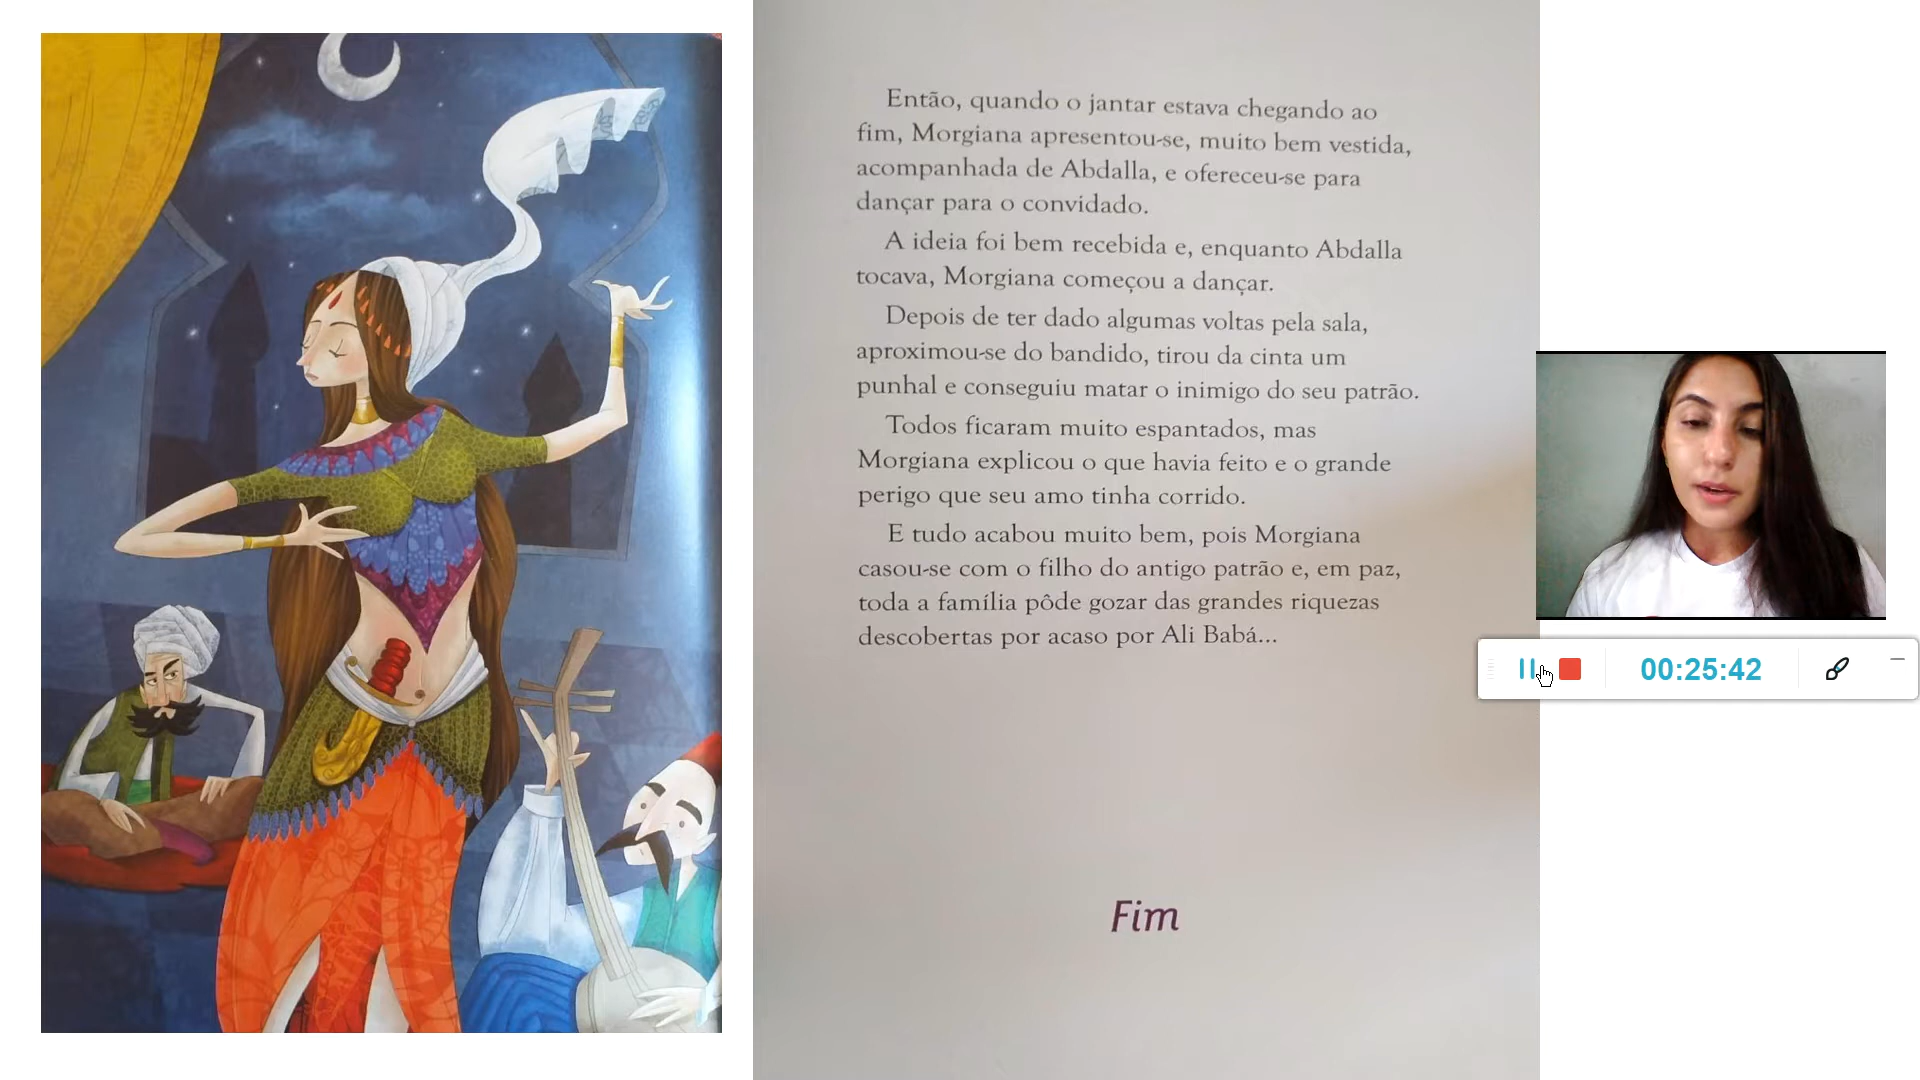 Então, quando o jantar estava chegando ao
fim, Morgiana apresentou-se, muito bem vestida,
acompanhada de Abdalla, e ofereceu-se para
dançar para o convidado.
A ideia foi bem recebida e, enquanto Abdalla
tocava, Morgiana começou a dançar.
Depois de ter dado algumas voltas pela sala,
aproximou-se do bandido, tirou da cinta um
punhal e conseguiu matar o inimigo do seu patrão.
Todos ficaram muito espantados, mas
Morgiana explicou o que havia feito e o grande
perigo que seu amo tinha corrido.
E tudo acabou muito bem, pois Morgiana
casou-se com o filho do antigo patrão e, em paz,
toda a família pôde gozar das grandes riquezas
descobertas por acaso por Ali Babá...
Fim
00:25:42